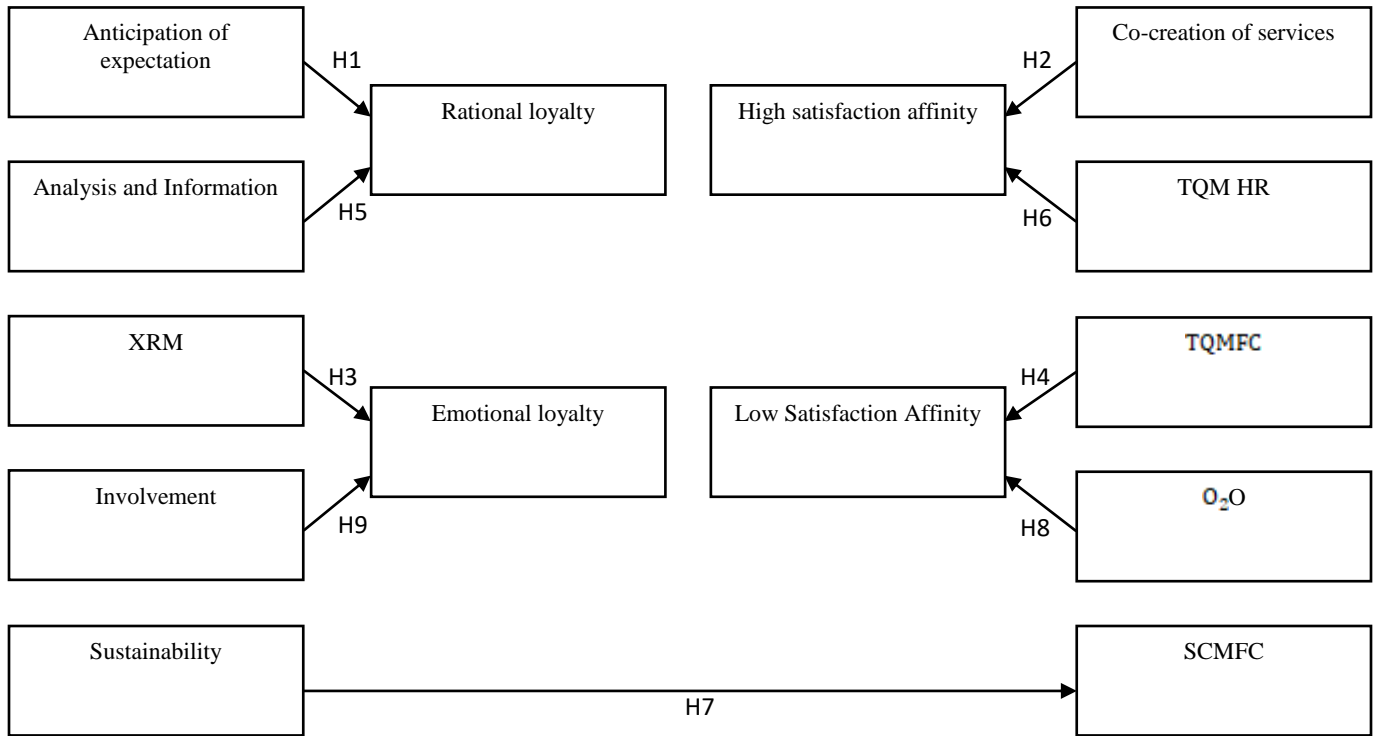 Anticipation of
expectation
H1
Rational loyalty
High satisfaction affinity
H2
Co-creation of services
Analysis and Information
H5
H6
TQM HR
XRM
H3
Emotional loyalty
Low Satisfaction Affinity
H4
TQMFC
Involvement
H9
H8
O₂O
Sustainability
H7
SCMFC